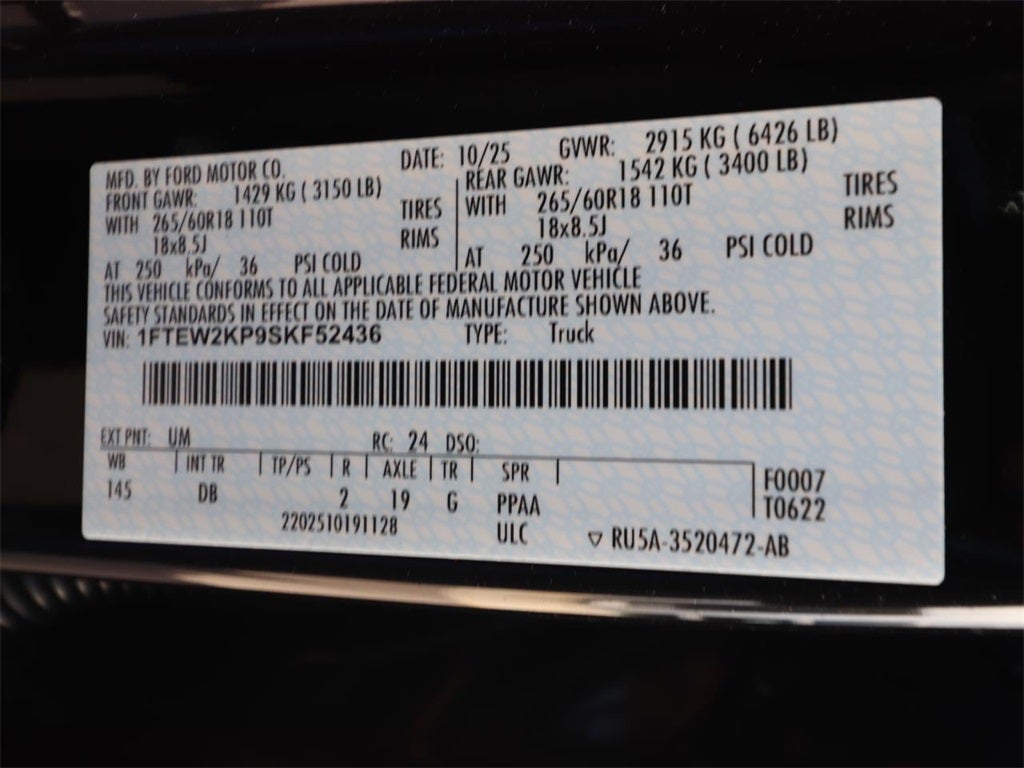 MFD. BY FORD MOTOR CO. DATE: 10/25 GVWR: 2915 KG ( 6426 LB)
FRONT GAWR: 1429 KG ( 3150 LB) REAR GAWR: 1542 KG ( 3400 LB)
WITH 265/60R18 110T TIRES WITH 265/60R18 110T TIRES
18x8.5J RIMS 18x8.5J RIMS
AT 250 kPa/ 36 PSI COLD AT 250 kPa/ 36 PSI COLD
THIS VEHICLE CONFORMS TO ALL APPLICABLE FEDERAL MOTOR VEHICLE
SAFETY STANDARDS IN EFFECT ON THE DATE OF MANUFACTURE SHOWN ABOVE.
VIN: 1FTEW2KP9SKF52436 TYPE: Truck
EXT PNT: UM RC: 24 DSO:
WB INT TR TP/PS R AXLE TR SPR F0007
145 DB 2 19 G PPAA T0622
2202510191128 ULC ▽ RU5A-3520472-AB